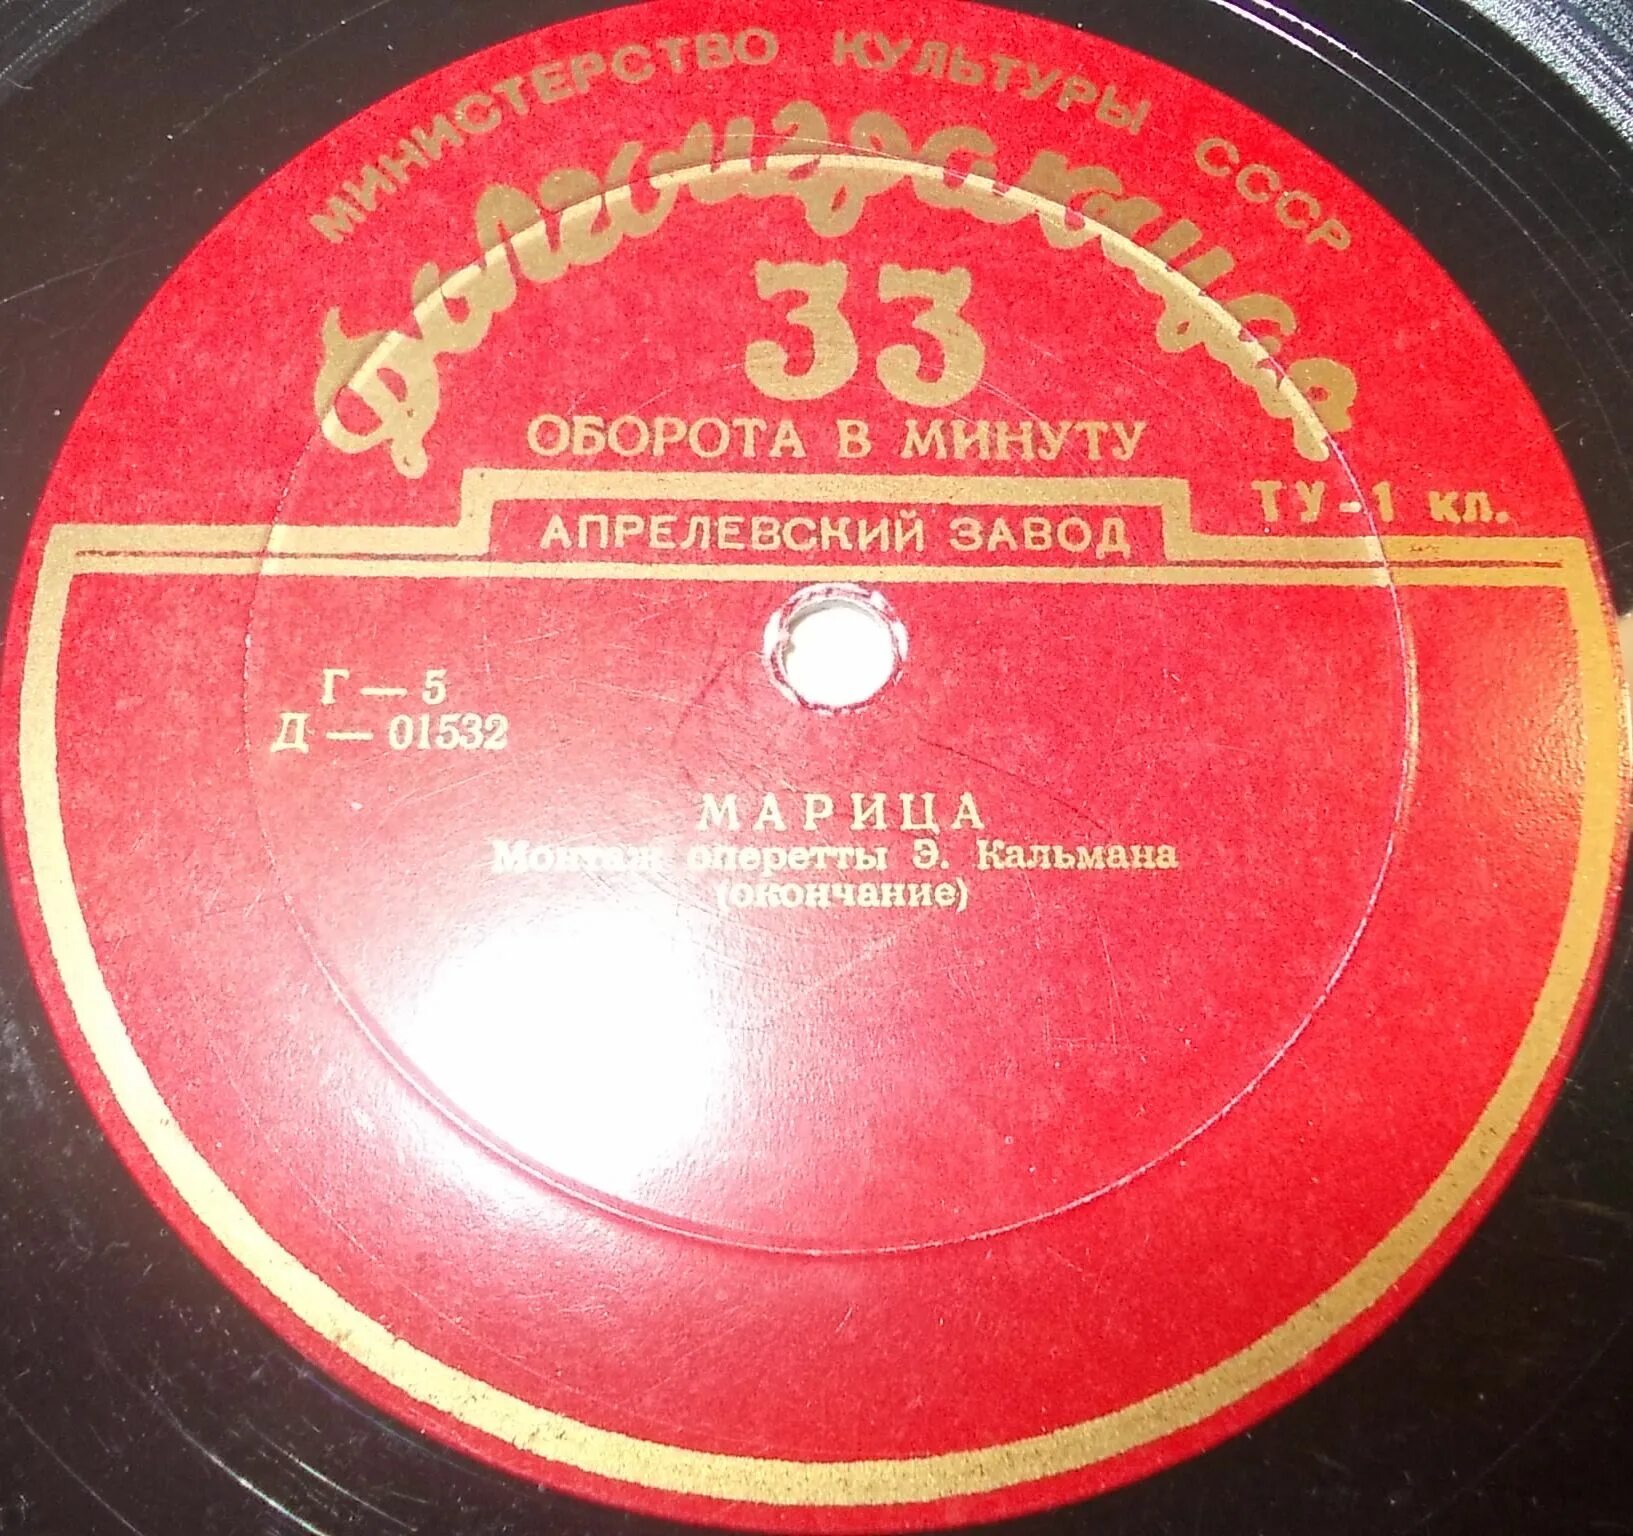 МИНИСТЕРСТВО КУЛЬТУРЫ СССР
Долгоиграющая
33
ОБОРОТА В МИНУТУ
ТУ-1 кл.
АПРЕЛЕВСКИЙ ЗАВОД
Г — 5
Д — 01532
МАРИЦА
Монтаж оперетты Э. Кальмана
(окончание)